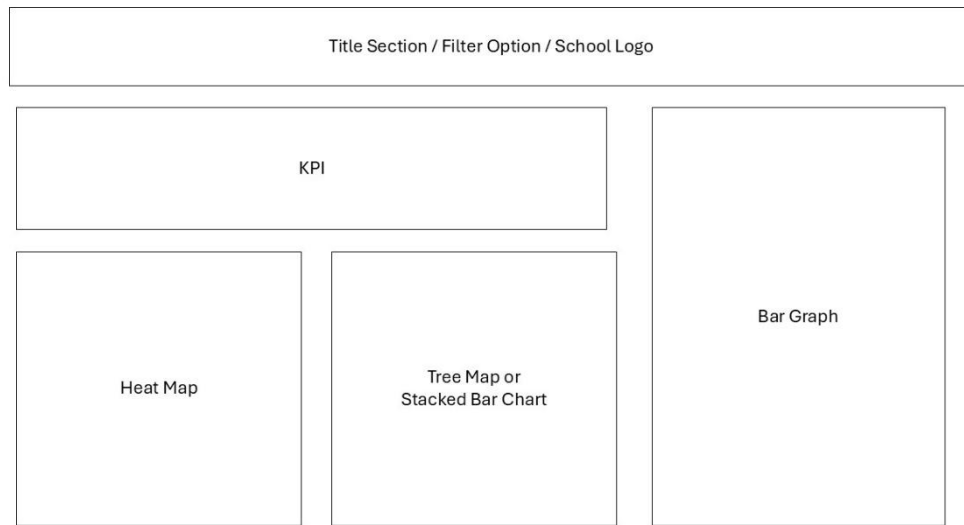 Title Section / Filter Option / School Logo
KPI
Heat Map
Tree Map or
Stacked Bar Chart
Bar Graph